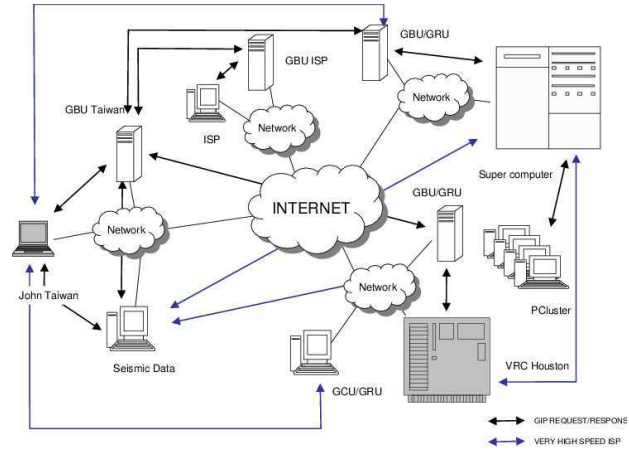 GBU/GRU
GBU ISP
GBU Taiwan
ISP
Network
Network
Super computer
GBU/GRU
INTERNET
Network
Network
John Taiwan
PCluster
Seismic Data
GCU/GRU
VRC Houston
GIP REQUEST/RESPONS
VERY HIGH SPEED ISP